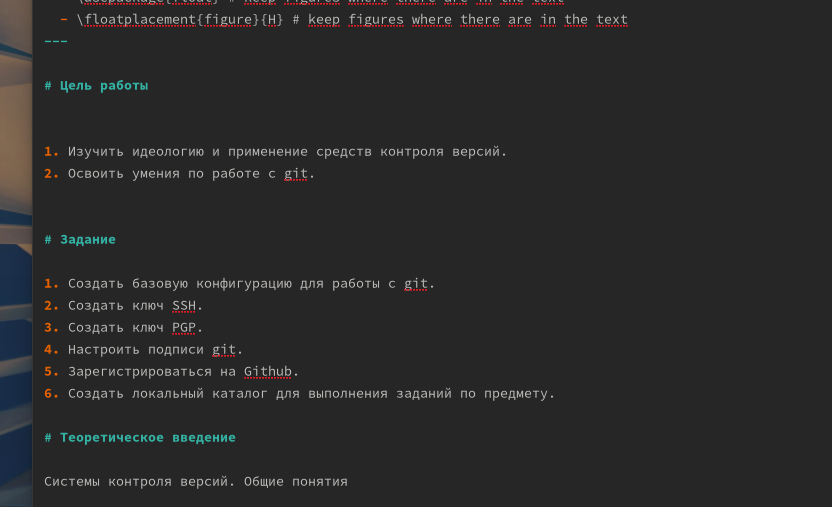 - \floatplacement{figure}{H} # keep figures where there are in the text
---
# Цель работы
1. Изучить идеологию и применение средств контроля версий.
2. Освоить умения по работе с git.
# Задание
1. Создать базовую конфигурацию для работы с git.
2. Создать ключ SSH.
3. Создать ключ PGP.
4. Настроить подписи git.
5. Зарегистрироваться на Github.
6. Создать локальный каталог для выполнения заданий по предмету.
# Теоретическое введение
Системы контроля версий. Общие понятия